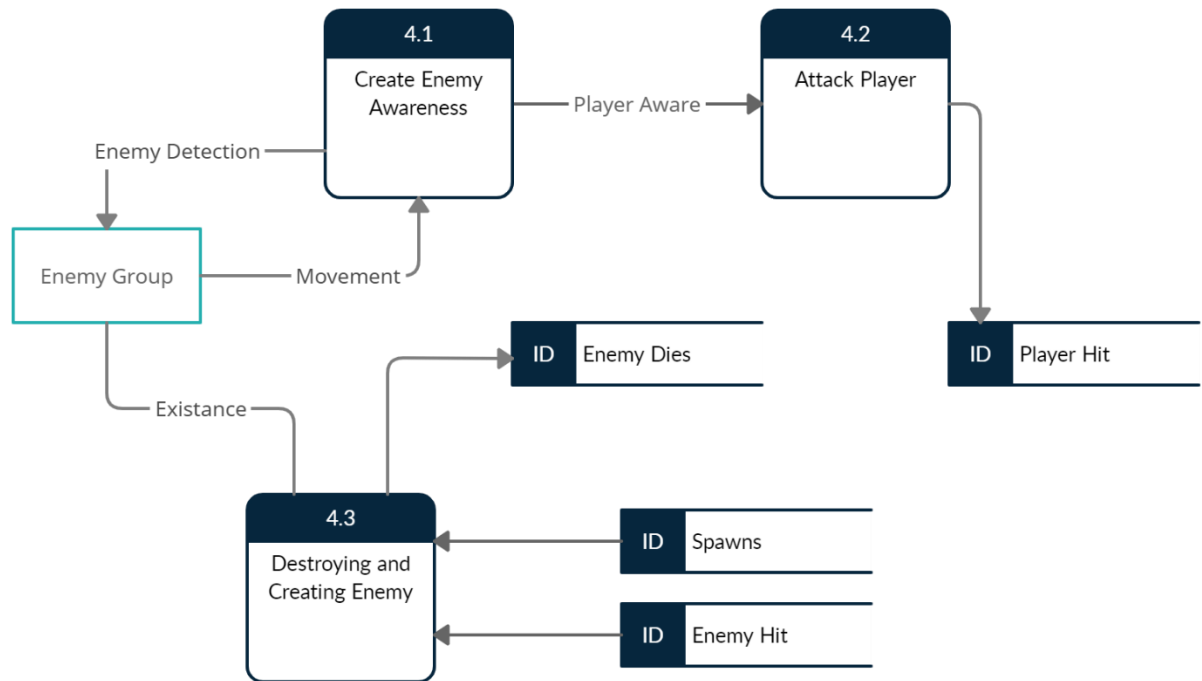 4.1
Create Enemy
Awareness
4.2
Attack Player
Player Aware
Enemy Detection
Enemy Group
Movement
ID
Enemy Dies
ID
Player Hit
Existance
4.3
Destroying and
Creating Enemy
ID
Spawns
ID
Enemy Hit